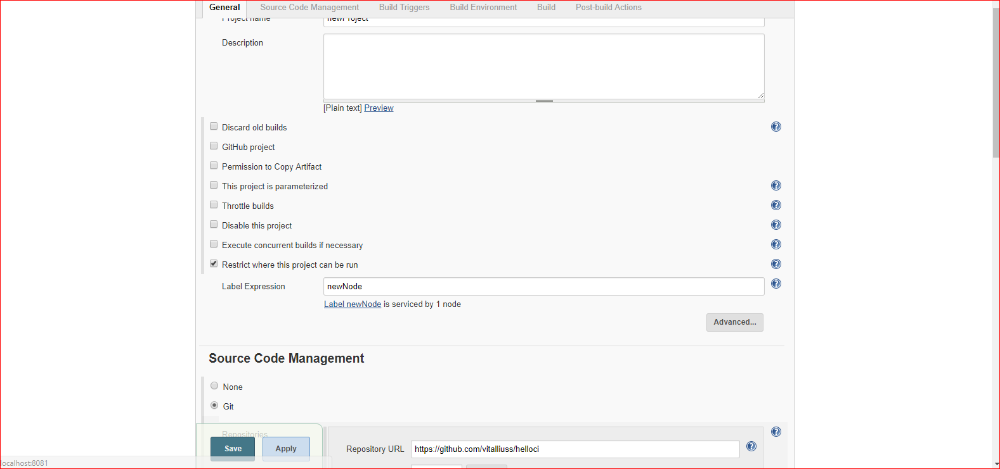 General Source Code Management Build Triggers Build Environment Build Post-build Actions
Project name newProject
Description
[Plain text] Preview
Discard old builds
GitHub project
Permission to Copy Artifact
This project is parameterized
Throttle builds
Disable this project
Execute concurrent builds if necessary
Restrict where this project can be run
Label Expression newNode
Label newNode is serviced by 1 node
Advanced...
Source Code Management
None
Git
Repositories
Repository URL https://github.com/vitalliuss/helloci
Save Apply
localhost:8081